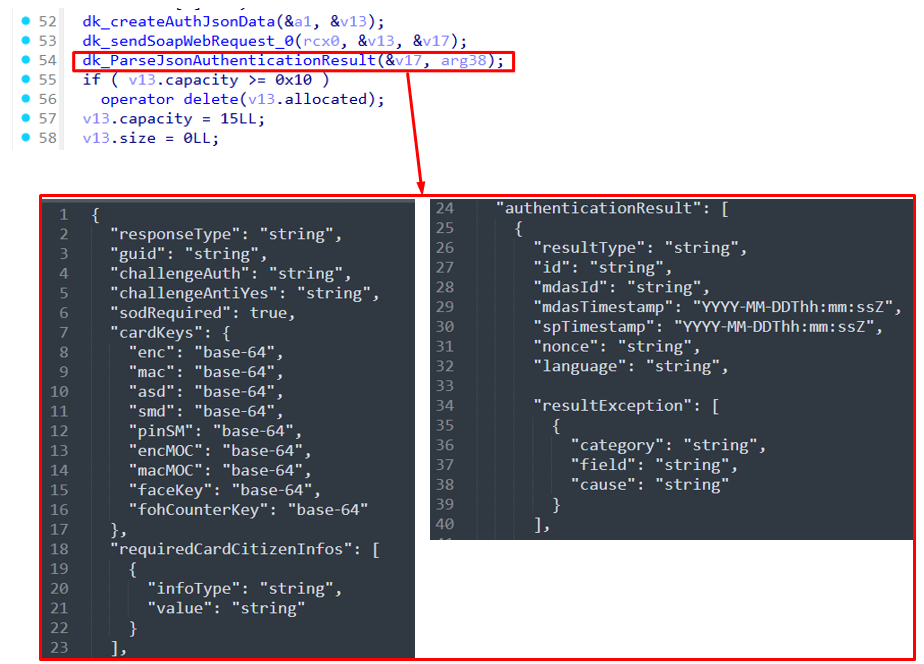 52 dk_createAuthJsonData(&a1, &v13);
53 dk_sendSoapWebRequest_0(rcx0, &v13, &v17);
54 dk_ParseJsonAuthenticationResult(&v17, arg38);
55 if ( v13.capacity >= 0x10 )
56 operator delete(v13.allocated);
57 v13.capacity = 15LL;
58 v13.size = 0LL;
1 {
2 "responseType": "string",
3 "guid": "string",
4 "challengeAuth": "string",
5 "challengeAntiYes": "string",
6 "sodRequired": true,
7 "cardKeys": {
8 "enc": "base-64",
9 "mac": "base-64",
10 "asd": "base-64",
11 "smd": "base-64",
12 "pinSM": "base-64",
13 "encMOC": "base-64",
14 "macMOC": "base-64",
15 "faceKey": "base-64",
16 "fohCounterKey": "base-64"
17 },
18 "requiredCardCitizenInfos": [
19 {
20 "infoType": "string",
21 "value": "string"
22 }
23 ],
24 "authenticationResult": [
25 {
26 "resultType": "string",
27 "id": "string",
28 "mdasId": "string",
29 "mdasTimestamp": "YYYY-MM-DDThh:mm:ssZ",
30 "spTimestamp": "YYYY-MM-DDThh:mm:ssZ",
31 "nonce": "string",
32 "language": "string",
33
34 "resultException": [
35 {
36 "category": "string",
37 "field": "string",
38 "cause": "string"
39 }
40 ],